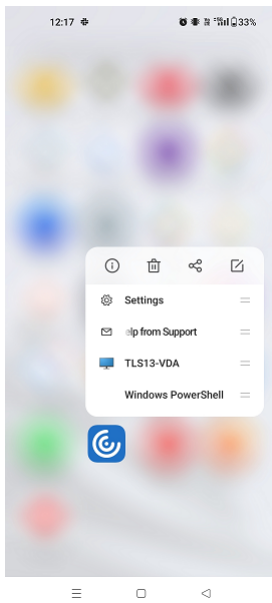 12:17
33%
Settings
elp from Support
TLS13-VDA
Windows PowerShell